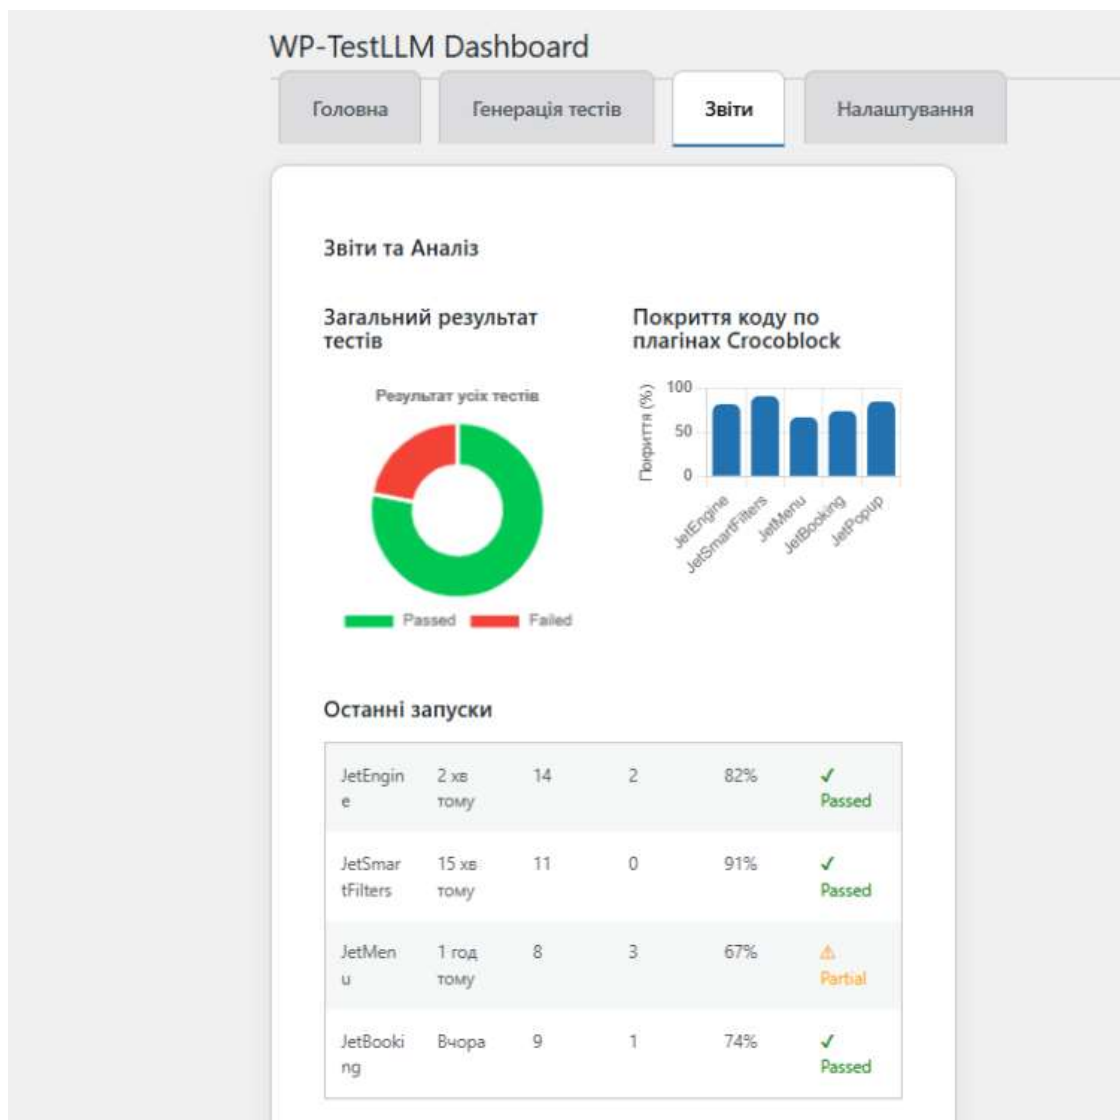 WP-TestLLM Dashboard
Головна Генерація тестів Звіти Налаштування
Звіти та Аналіз
Загальний результат
тестів
Результат усіх тестів
Passed Failed
Покриття коду по
плагінах Crocoblock
Покриття (%)
100
50
0
JetEngine
JetSmartFilters
JetMenu
JetBooking
JetPopup
Останні запуски
JetEngin 2 хв 14 2 82% ✓
e тому Passed
JetSmar 15 хв 11 0 91% ✓
tFilters тому Passed
JetMen 1 год 8 3 67% ⚠
u тому Partial
JetBooki Вчора 9 1 74% ✓
ng Passed